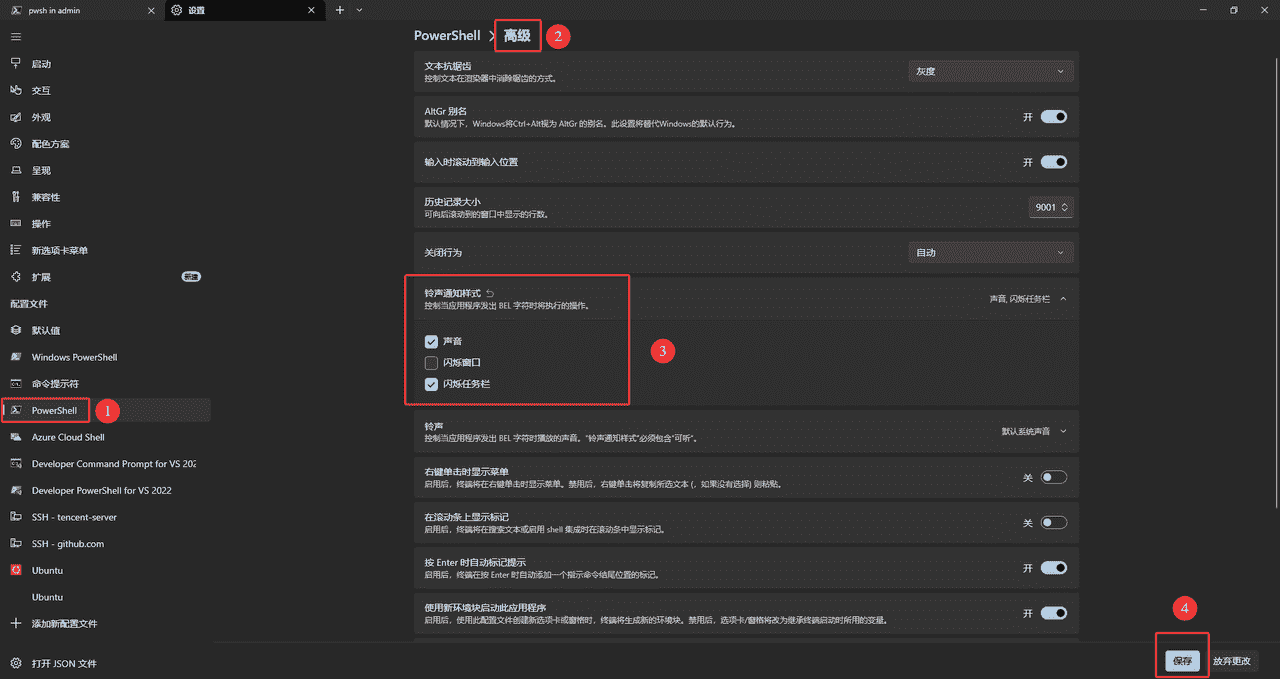 pwsh in admin
设置
启动
交互
外观
配色方案
呈现
兼容性
操作
新选项卡菜单
扩展
新建
配置文件
默认值
Windows PowerShell
命令提示符
PowerShell
1
Azure Cloud Shell
Developer Command Prompt for VS 202
Developer PowerShell for VS 2022
SSH - tencent-server
SSH - github.com
Ubuntu
Ubuntu
添加新配置文件
打开 JSON 文件
PowerShell > 高级
2
文本抗锯齿
控制文本在渲染器中消除锯齿的方式。
灰度
AltGr 别名
默认情况下，Windows将Ctrl+Alt视为 AltGr 的别名。此设置将替代Windows的默认行为。
开
输入时滚动到输入位置
开
历史记录大小
可向后滚动到的窗口中显示的行数。
9001
关闭行为
自动
铃声通知样式
控制当应用程序发出 BEL 字符时将执行的操作。
声音, 闪烁任务栏
声音
闪烁窗口
闪烁任务栏
3
铃声
控制当应用程序发出 BEL 字符时播放的声音。"铃声通知样式"必须包含"可听"。
默认系统声音
右键单击时显示菜单
启用后，终端将在右键单击时显示菜单。禁用后，右键单击将复制所选文本 (，如果没有选择) 则粘贴。
关
在滚动条上显示标记
启用后，终端将在搜索文本或启用 shell 集成时在滚动条中显示标记。
关
按 Enter 时自动标记提示
启用后，终端在按 Enter 时自动添加一个指示命令结尾位置的标记。
开
使用新环境块启动此应用程序
启用后，使用此配置文件创建新选项卡或窗格时，终端将生成新的环境块。禁用后，选项卡/窗格将改为继承终端启动时所用的变量。
开
4
保存
放弃更改